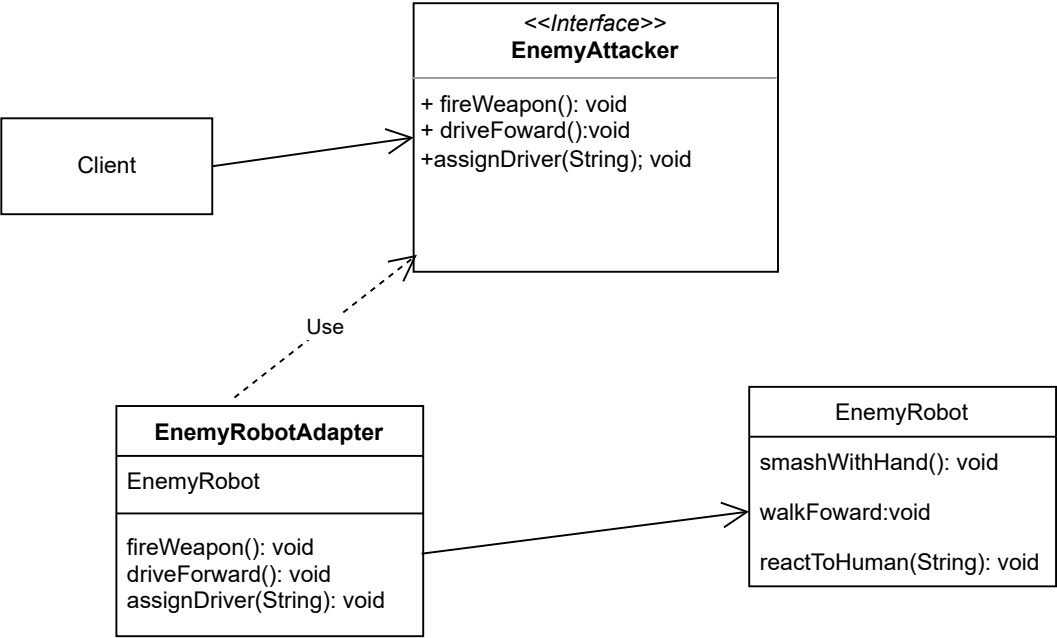 <<Interface>>
EnemyAttacker
+ fireWeapon(): void
+ driveFoward():void
+assignDriver(String); void
Client
Use
EnemyRobotAdapter
EnemyRobot
fireWeapon(): void
driveForward(): void
assignDriver(String): void
EnemyRobot
smashWithHand(): void
walkFoward:void
reactToHuman(String): void